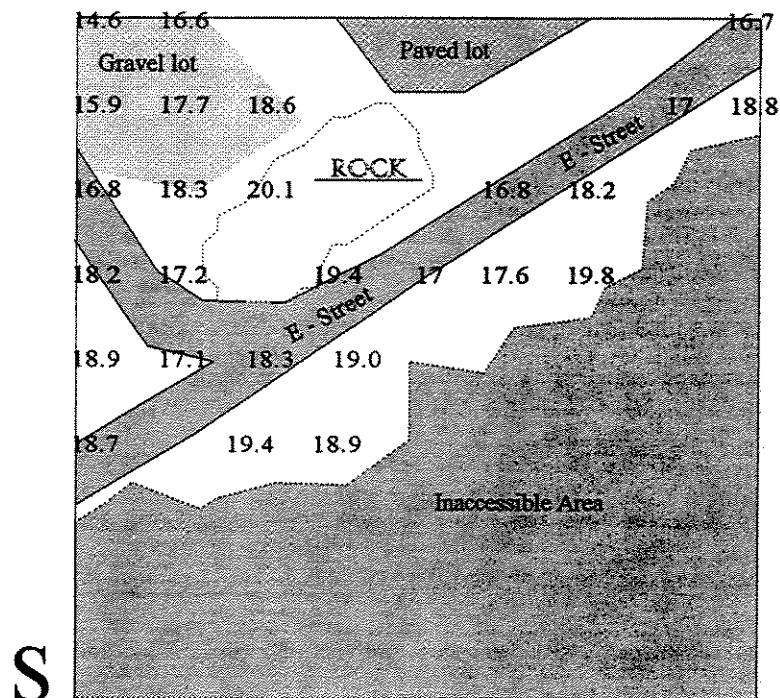 14.6 16.6 16.7
Gravel lot Paved lot
15.9 17.7 18.6 17 18.8
E - Street
ROCK
16.8 18.3 20.1 16.8 18.2
18.2 17.2 19.4 17 17.6 19.8
E - Street
18.9 17.1 18.3 19.0
18.7 19.4 18.9
Inaccessible Area
S